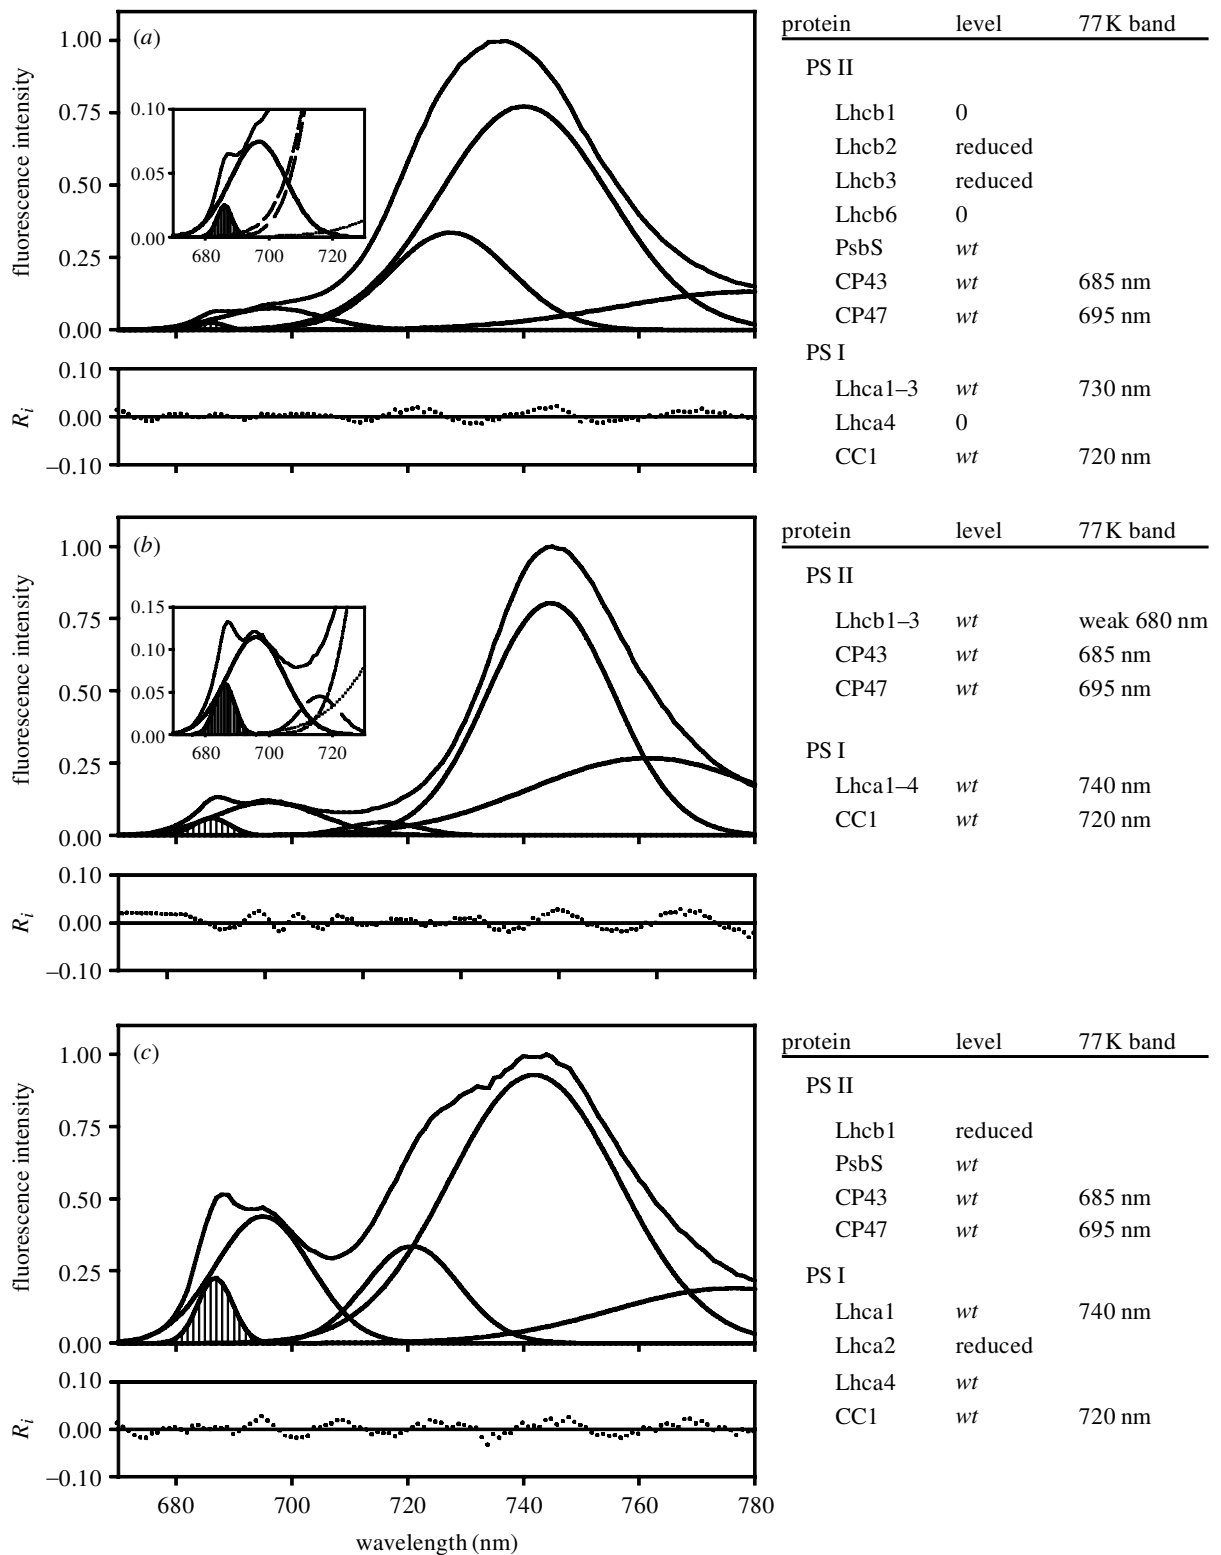 (a)
fluorescence intensity
1.00
0.75
0.50
0.25
0.00
0.10
0.05
0.00
680 700 720
R_i
0.10
0.00
–0.10
protein level 77K band
PS II
Lhcb1 0
Lhcb2 reduced
Lhcb3 reduced
Lhcb6 0
PsbS wt
CP43 wt 685 nm
CP47 wt 695 nm
PS I
Lhca1–3 wt 730 nm
Lhca4 0
CC1 wt 720 nm
(b)
fluorescence intensity
1.00
0.75
0.50
0.25
0.00
0.15
0.10
0.05
0.00
680 700 720
R_i
0.10
0.00
–0.10
protein level 77K band
PS II
Lhcb1–3 wt weak 680 nm
CP43 wt 685 nm
CP47 wt 695 nm
PS I
Lhca1–4 wt 740 nm
CC1 wt 720 nm
(c)
fluorescence intensity
1.00
0.75
0.50
0.25
0.00
R_i
0.10
0.00
–0.10
680 700 720 740 760 780
wavelength (nm)
protein level 77K band
PS II
Lhcb1 reduced
PsbS wt
CP43 wt 685 nm
CP47 wt 695 nm
PS I
Lhca1 wt 740 nm
Lhca2 reduced
Lhca4 wt
CC1 wt 720 nm